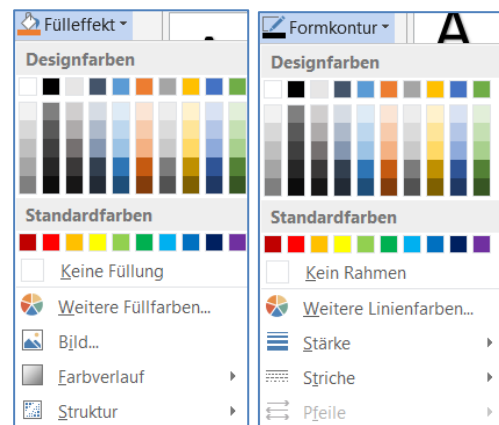 Fülleffekt
Designfarben
Standardfarben
Keine Füllung
Weitere Füllfarben...
Bild...
Farbverlauf
Struktur
Formkontur
A
Designfarben
Standardfarben
Kein Rahmen
Weitere Linienfarben...
Stärke
Striche
Pfeile